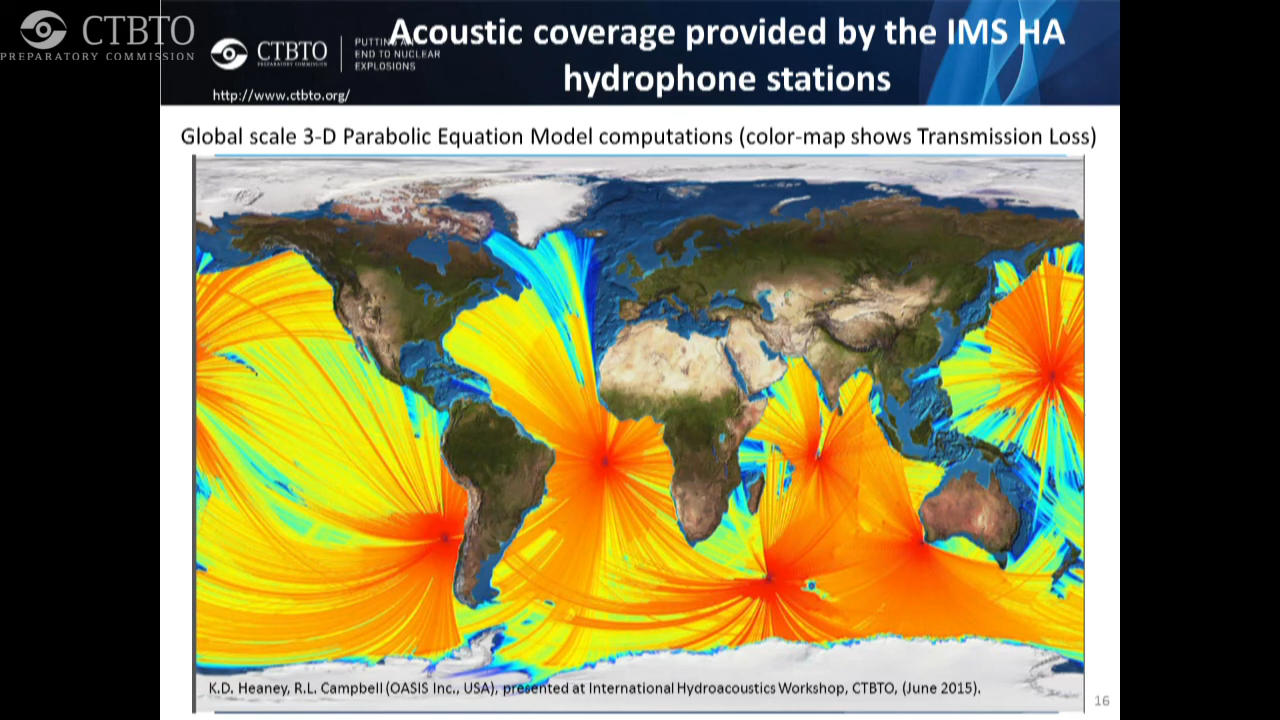 CTBTO
PREPARATORY COMMISSION
CTBTO
PREPARATORY COMMISSION
PUTTING AN
END TO NUCLEAR
EXPLOSIONS
http://www.ctbto.org/
Acoustic coverage provided by the IMS HA
hydrophone stations
Global scale 3-D Parabolic Equation Model computations (color-map shows Transmission Loss)
K.D. Heaney, R.L. Campbell (OASIS Inc., USA), presented at International Hydroacoustics Workshop, CTBTO, (June 2015).
16